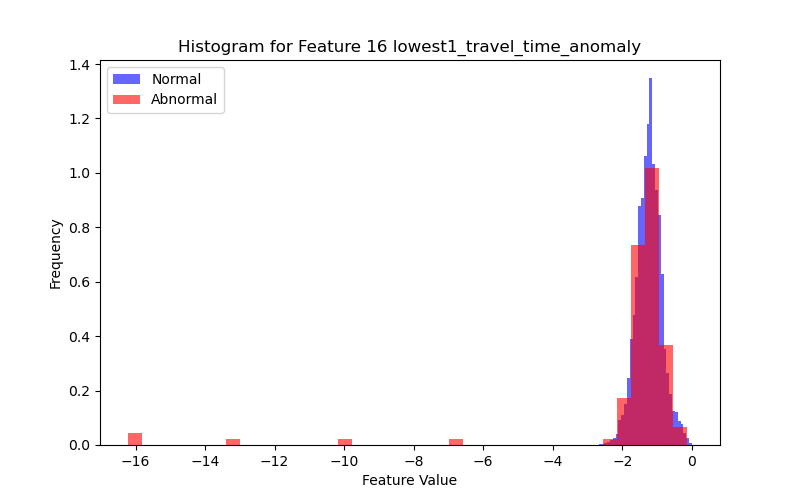 Histogram for Feature 16 lowest1_travel_time_anomaly
Normal
Abnormal
Frequency
1.4
1.2
1.0
0.8
0.6
0.4
0.2
0.0
−16 −14 −12 −10 −8 −6 −4 −2 0
Feature Value